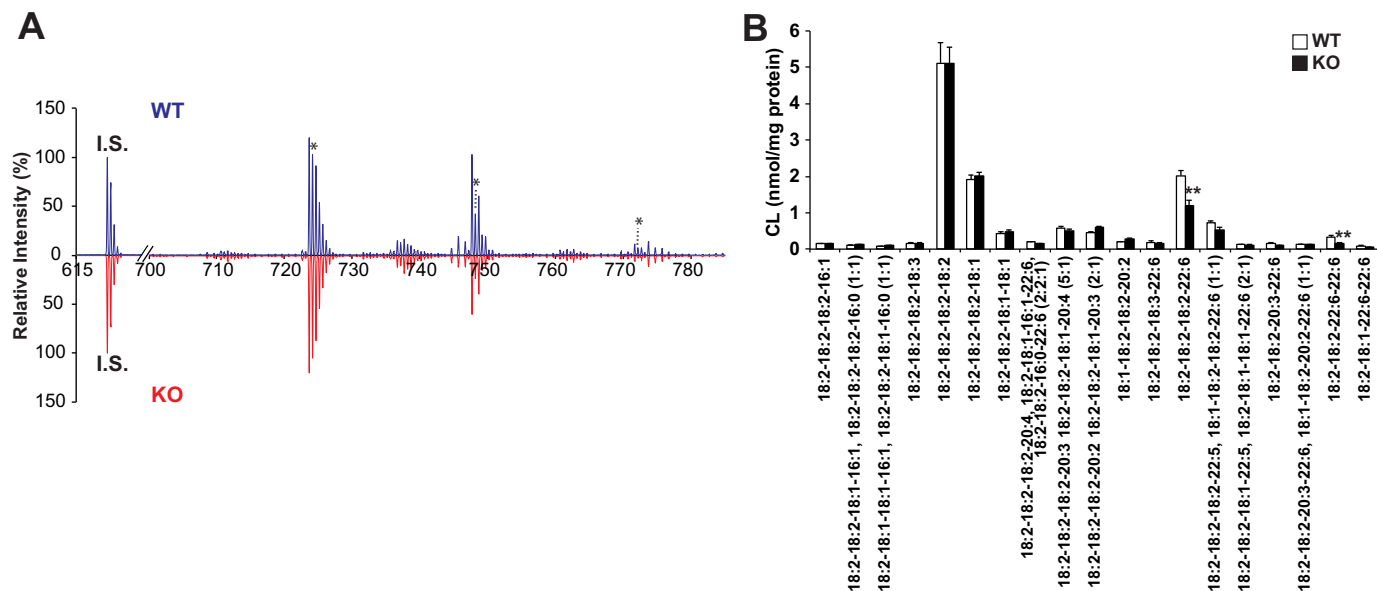 A
WT
I.S.
*
*
*
150
100
50
0
50
100
150
615
700
710
720
730
740
750
760
770
780
Relative Intensity (%)
I.S.
KO
B
WT
KO
CL (nmol/mg protein)
6
5
4
3
2
1
0
**
**
18:2-18:2-18:2-16:1
18:2-18:2-18:1-16:1, 18:2-18:2-18:2-16:0 (1:1)
18:2-18:1-18:1-16:1, 18:2-18:2-18:1-16:0 (1:1)
18:2-18:2-18:2-18:3
18:2-18:2-18:2-18:2
18:2-18:2-18:2-18:1
18:2-18:2-18:1-18:1
18:2-18:2-18:2-20:4, 18:2-18:1-16:1-22:6,
18:2-18:2-16:0-22:6 (2:2:1)
18:2-18:2-18:2-20:3 18:2-18:2-18:1-20:4 (5:1)
18:2-18:2-18:2-20:2 18:2-18:2-18:1-20:3 (2:1)
18:1-18:2-18:2-20:2
18:2-18:2-18:3-22:6
18:2-18:2-18:2-22:6
18:2-18:2-18:2-22:5, 18:1-18:2-18:2-22:6 (1:1)
18:2-18:2-18:1-22:5, 18:2-18:1-18:1-22:6 (2:1)
18:2-18:2-20:3-22:6
18:2-18:2-20:3-22:6, 18:1-18:2-20:2-22:6 (1:1)
18:2-18:2-22:6-22:6
18:2-18:1-22:6-22:6